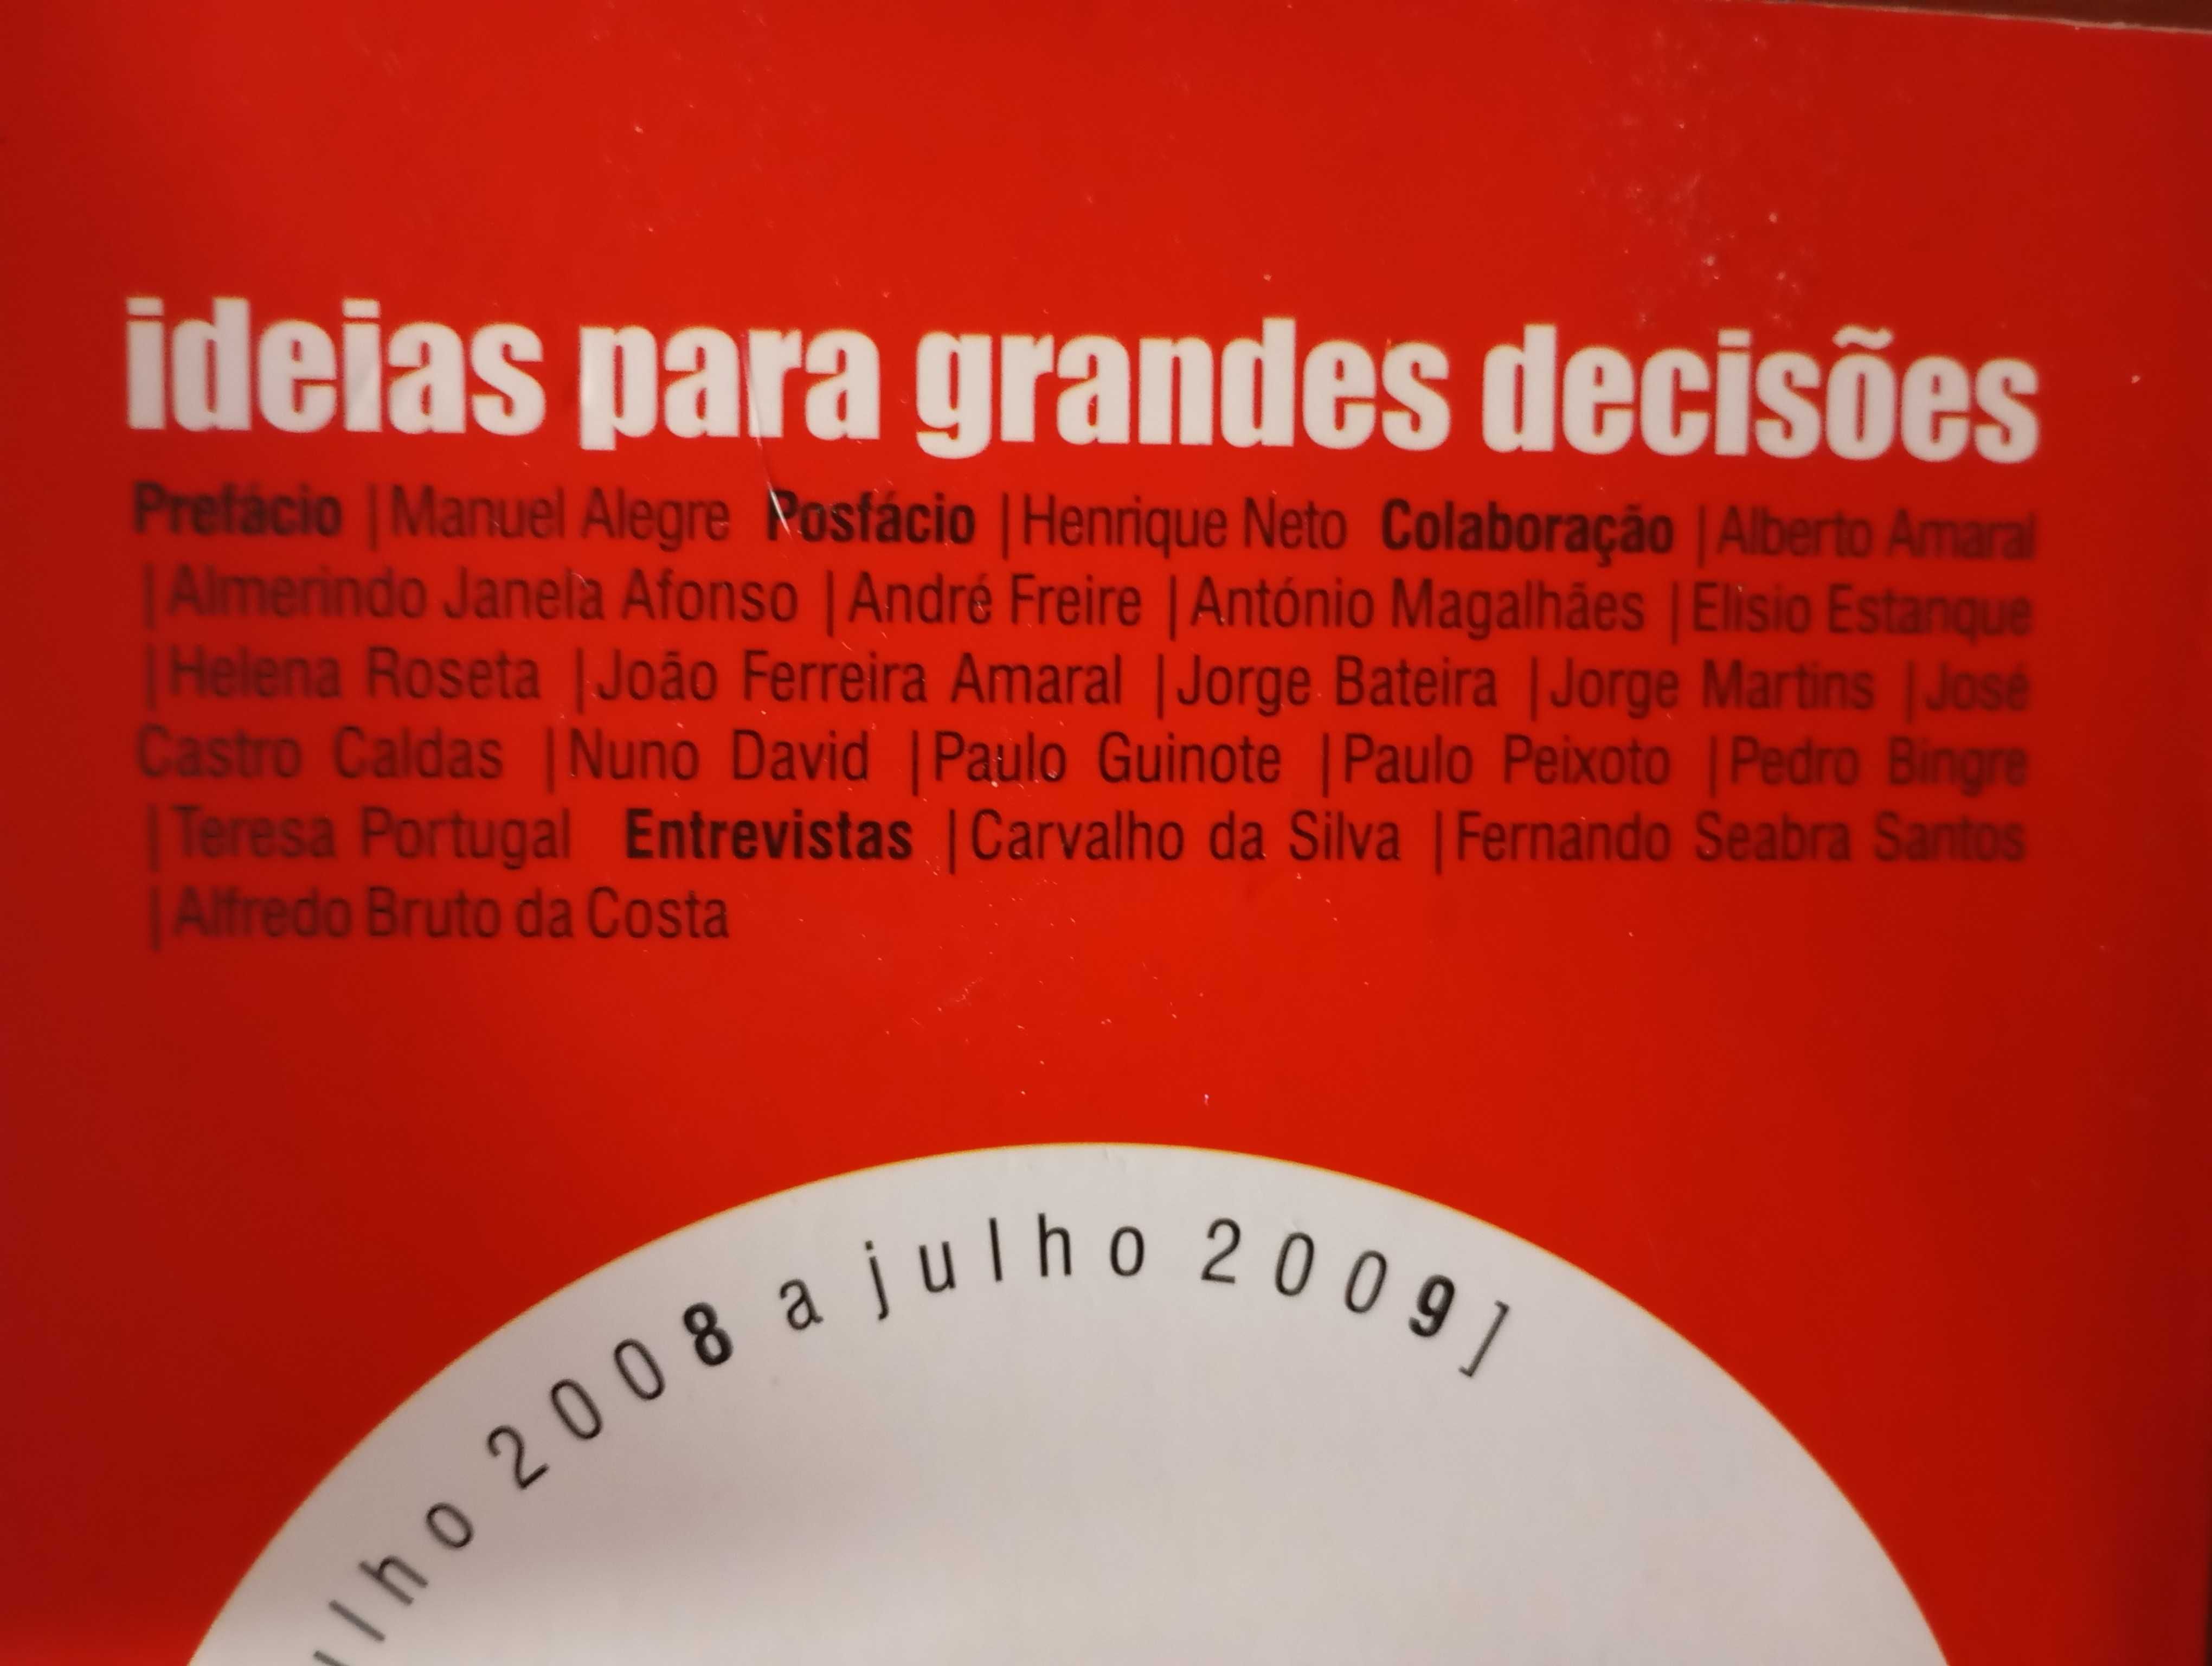 ideias para grandes decisões
Prefácio |Manuel Alegre Posfácio |Henrique Neto Colaboração |Alberto Amaral
|Almerindo Janela Afonso |André Freire |António Magalhães |Elisio Estanque
|Helena Roseta |João Ferreira Amaral |Jorge Bateira |Jorge Martins |José
Castro Caldas |Nuno David |Paulo Guinote |Paulo Peixoto |Pedro Bingre
|Teresa Portugal Entrevistas |Carvalho da Silva |Fernando Seabra Santos
|Alfredo Bruto da Costa
ulho 2008 a julho 2009]